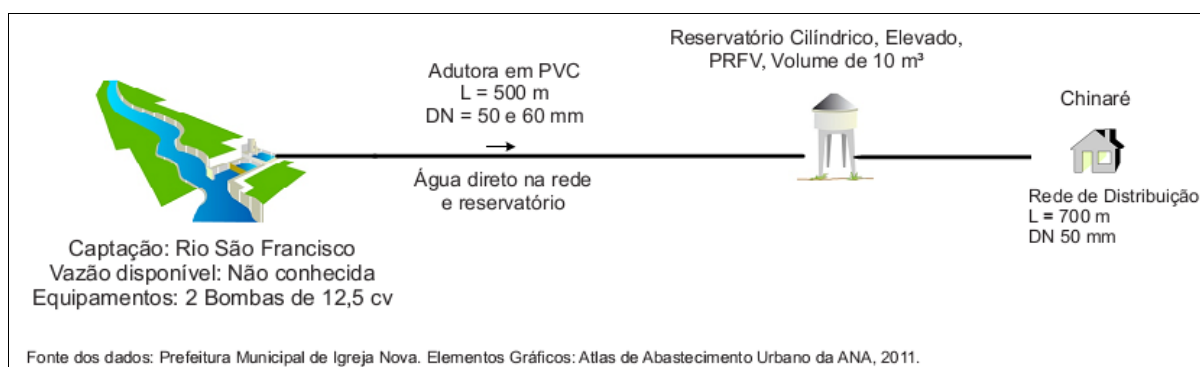 Reservatório Cilíndrico, Elevado,
PRFV, Volume de 10 m³
Adutora em PVC
L = 500 m
DN = 50 e 60 mm
Chinaré
Água direto na rede
e reservatório
Rede de Distribuição
L = 700 m
DN 50 mm
Captação: Rio São Francisco
Vazão disponível: Não conhecida
Equipamentos: 2 Bombas de 12,5 cv
Fonte dos dados: Prefeitura Municipal de Igreja Nova. Elementos Gráficos: Atlas de Abastecimento Urbano da ANA, 2011.